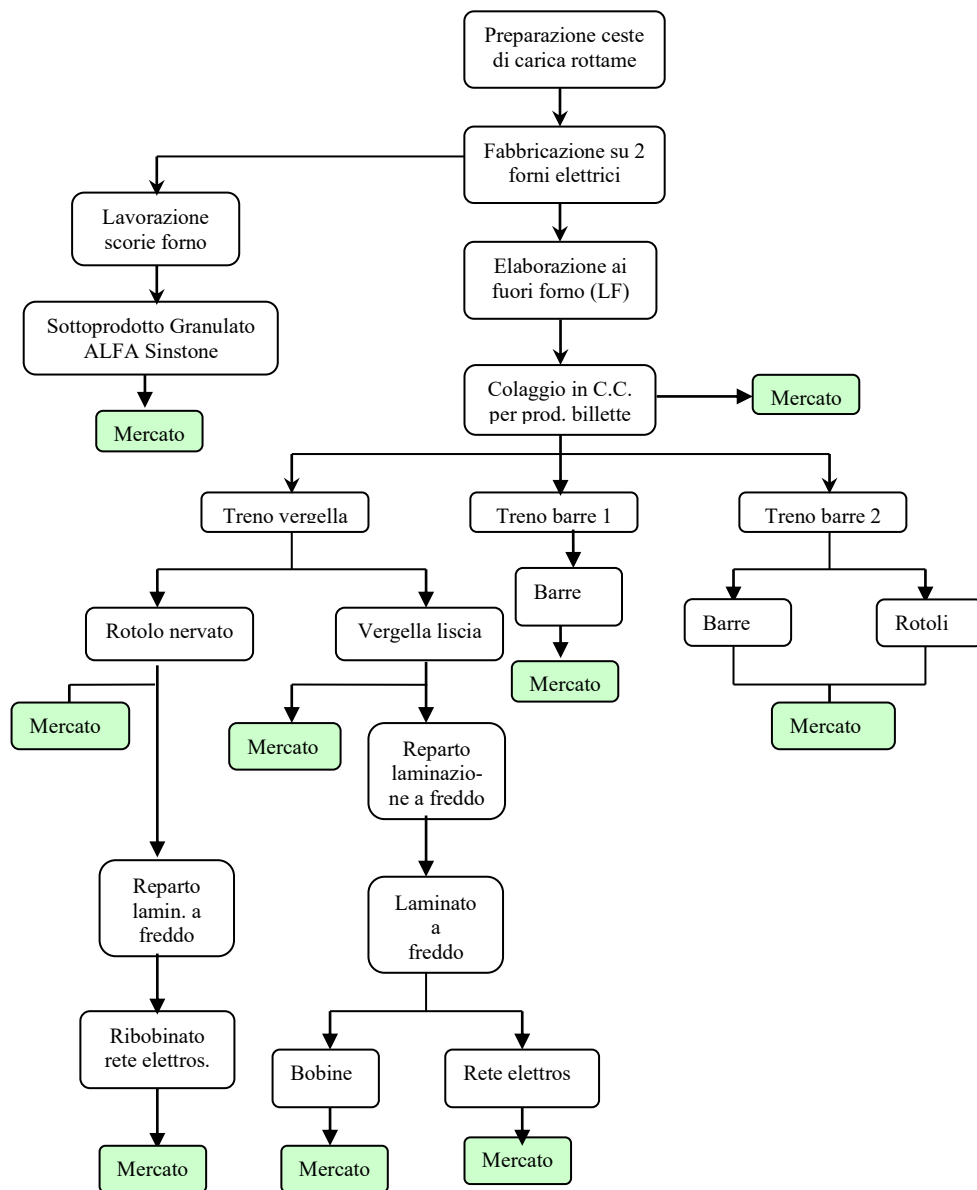 Preparazione ceste
di carica rottame
Fabbricazione su 2
forni elettrici
Lavorazione
scorie forno
Elaborazione ai
fuori forno (LF)
Sottoprodotto Granulato
ALFA Sinstone
Colaggio in C.C.
per prod. billette
Mercato
Mercato
Treno vergella
Treno barre 1
Treno barre 2
Barre
Rotolo nervato
Vergella liscia
Barre
Rotoli
Mercato
Mercato
Mercato
Mercato
Reparto
laminazio-
ne a freddo
Reparto
lamin. a
freddo
Laminato
a
freddo
Ribobinato
rete elettros.
Bobine
Rete elettros
Mercato
Mercato
Mercato